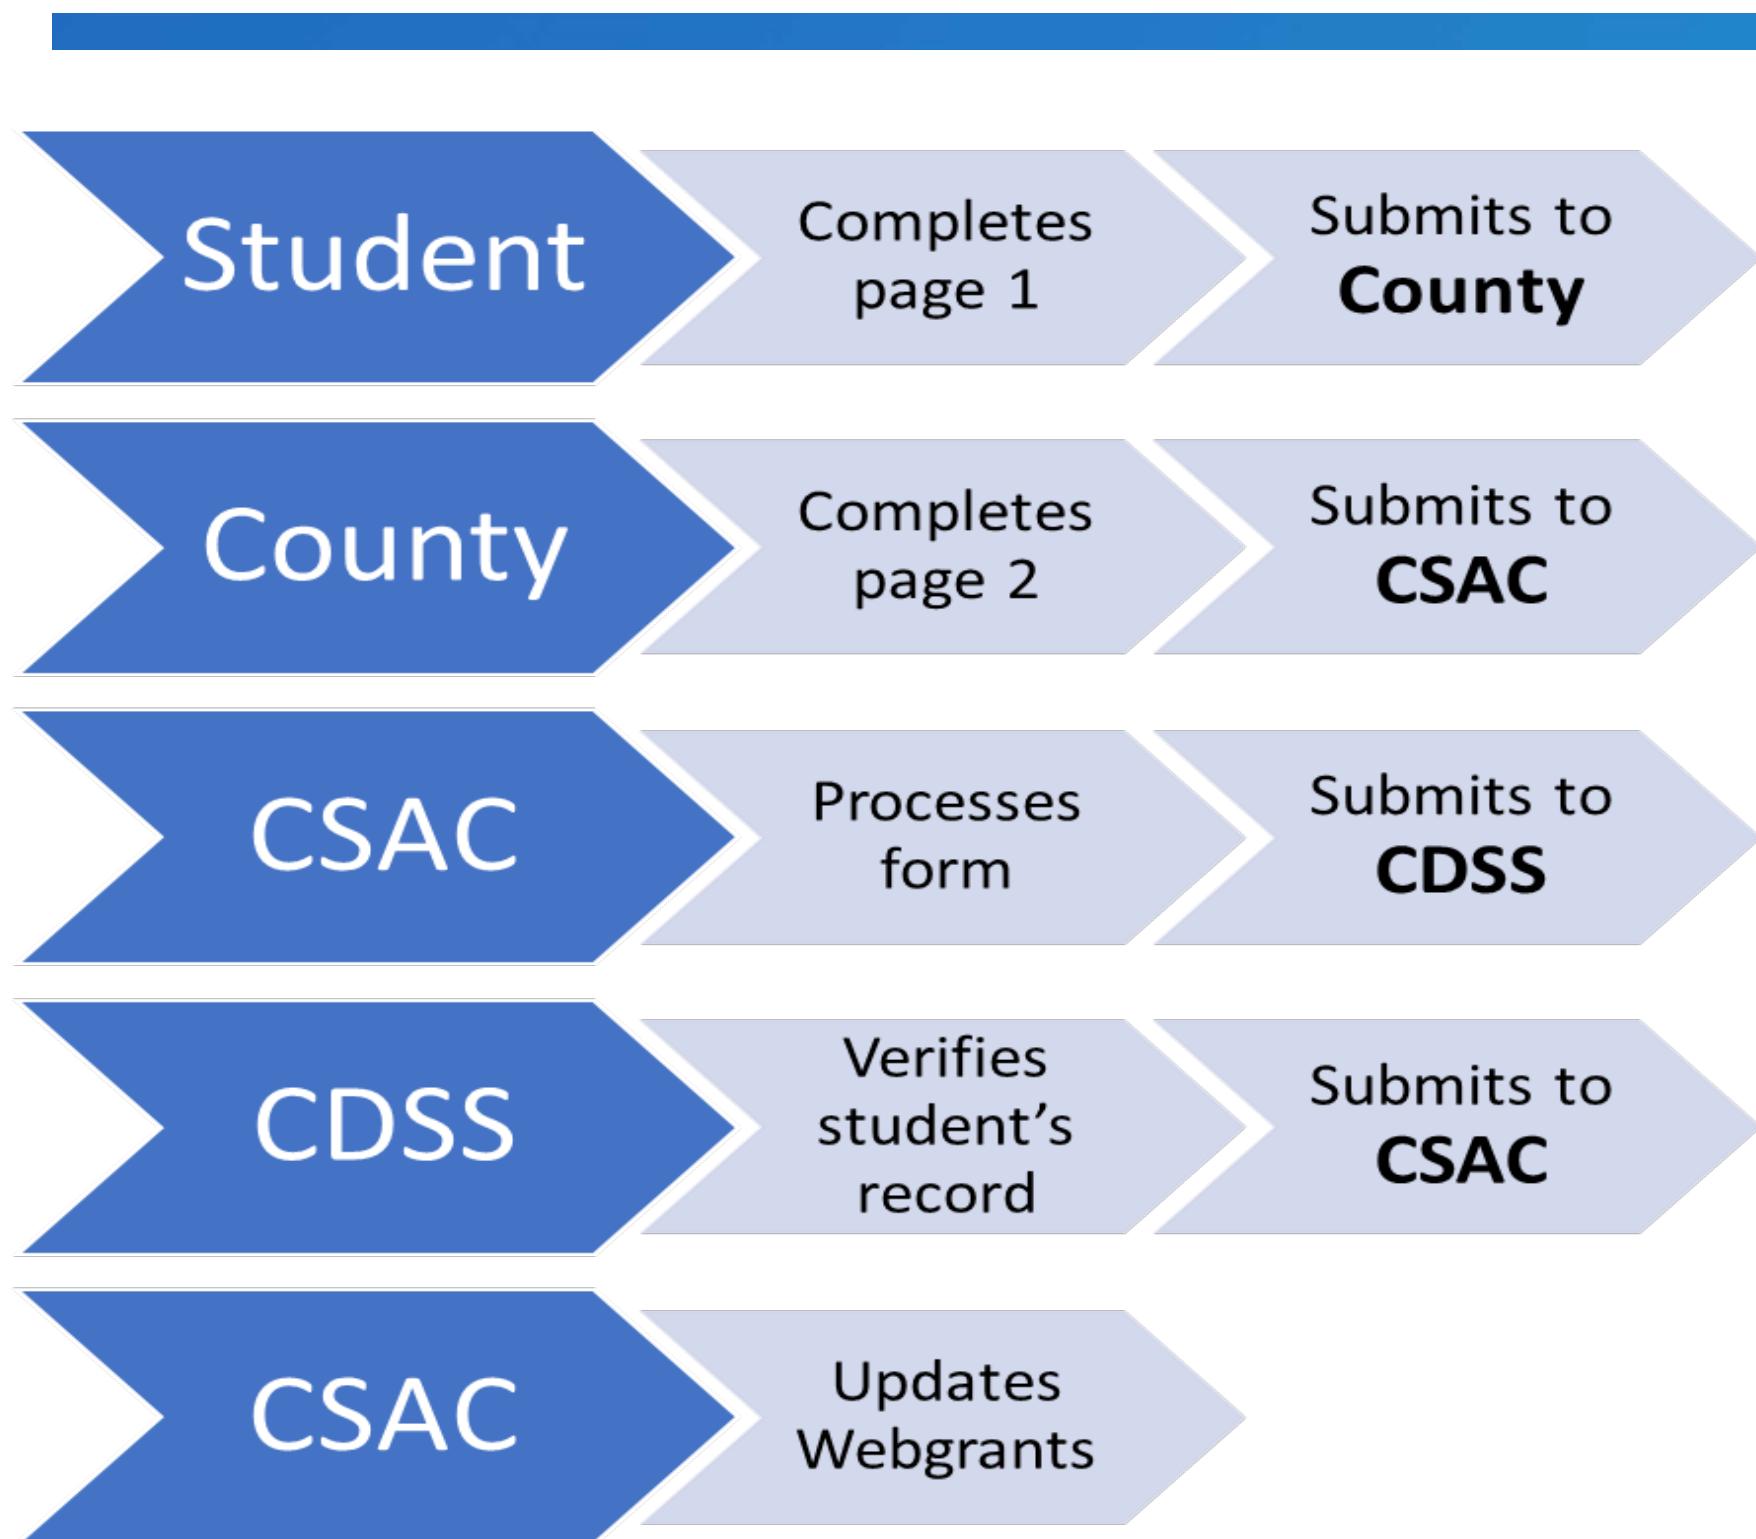 Student
Completes
page 1
Submits to
County
County
Completes
page 2
Submits to
CSAC
CSAC
Processes
form
Submits to
CDSS
CDSS
Verifies
student’s
record
Submits to
CSAC
CSAC
Updates
Webgrants